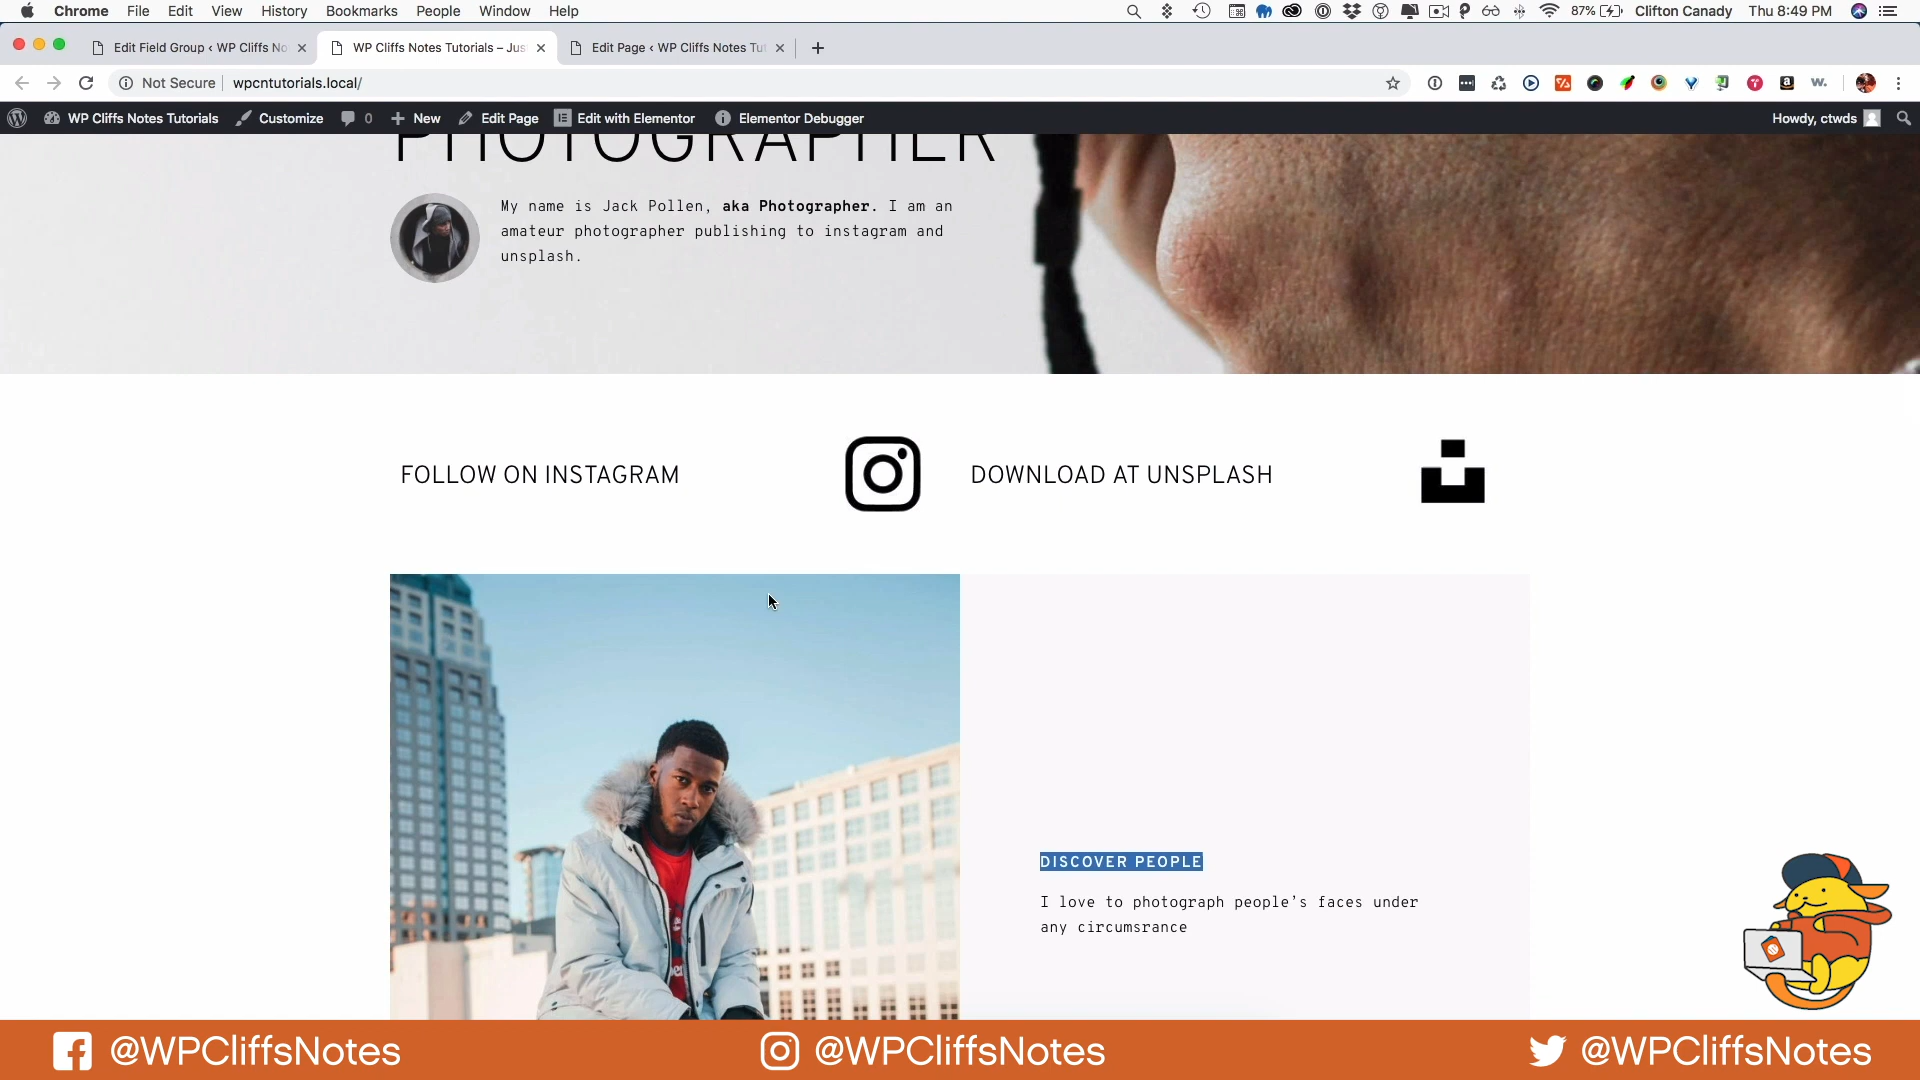 Chrome File Edit View History Bookmarks People Window Help 87% Clifton Canady Thu 8:49 PM
Edit Field Group ‹ WP Cliffs No WP Cliffs Notes Tutorials – Jus Edit Page ‹ WP Cliffs Notes Tut
Not Secure wpcntutorials.local/
WP Cliffs Notes Tutorials Customize 0 New Edit Page Edit with Elementor Elementor Debugger Howdy, ctwds
PHOTOGRAPHER
My name is Jack Pollen, aka Photographer. I am an
amateur photographer publishing to instagram and
unsplash.
FOLLOW ON INSTAGRAM DOWNLOAD AT UNSPLASH
DISCOVER PEOPLE
I love to photograph people’s faces under
any circumsrance
@WPCliffsNotes @WPCliffsNotes @WPCliffsNotes